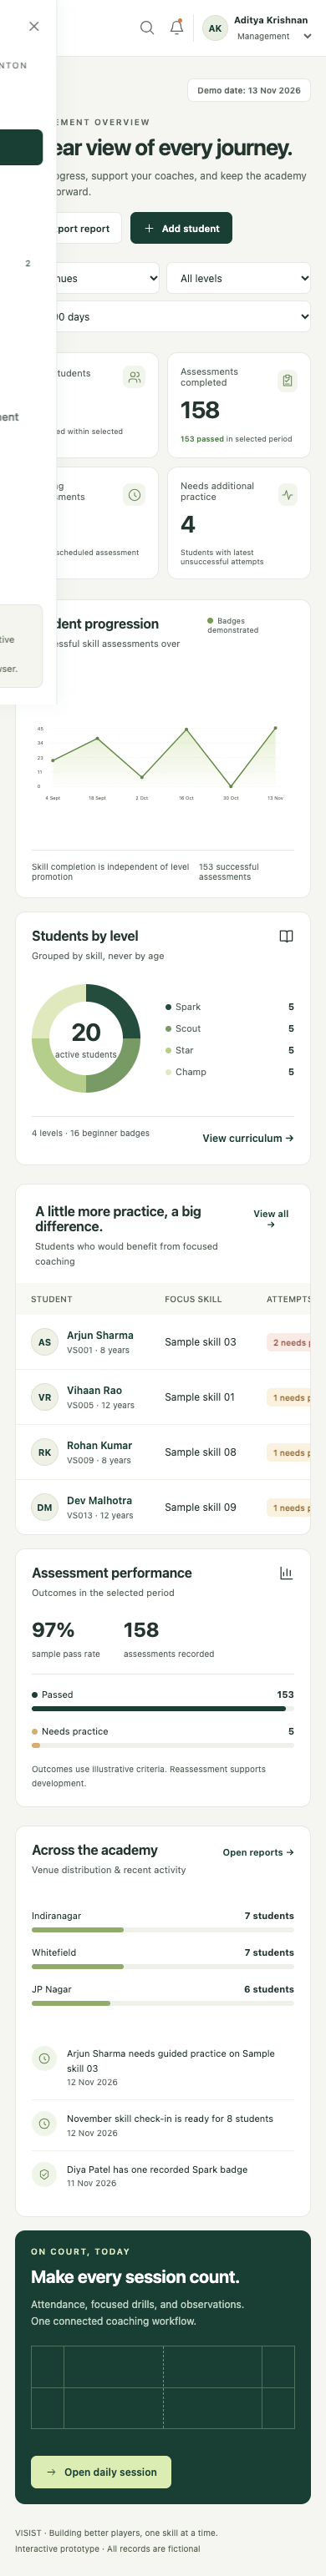 NTON
AK
Aditya Krishnan
Management
Demo date: 13 Nov 2026
EMENT OVERVIEW
ear view of every journey.
ogress, support your coaches, and keep the academy
orward.
port report
Add student
2
nues
All levels
00 days
tudents
ed within selected
Assessments
completed
158
153 passed in selected period
ent
ng
sments
scheduled assessment
Needs additional
practice
4
Students with latest
unsuccessful attempts
tive
ser.
dent progression
essful skill assessments over
Badges
demonstrated
45
34
23
11
0
4 Sept
18 Sept
2 Oct
16 Oct
30 Oct
13 Nov
Skill completion is independent of level
promotion
153 successful
assessments
Students by level
Grouped by skill, never by age
20
active students
Spark 5
Scout 5
Star 5
Champ 5
4 levels · 16 beginner badges
View curriculum →
A little more practice, a big
difference.
Students who would benefit from focused
coaching
View all
→
STUDENT FOCUS SKILL ATTEMPTS
AS
Arjun Sharma
VS001 · 8 years
Sample skill 03
2 needs p
VR
Vihaan Rao
VS005 · 12 years
Sample skill 01
1 needs p
RK
Rohan Kumar
VS009 · 8 years
Sample skill 08
1 needs p
DM
Dev Malhotra
VS013 · 12 years
Sample skill 09
1 needs p
Assessment performance
Outcomes in the selected period
97%
sample pass rate
158
assessments recorded
Passed 153
Needs practice 5
Outcomes use illustrative criteria. Reassessment supports
development.
Across the academy
Venue distribution & recent activity
Open reports →
Indiranagar 7 students
Whitefield 7 students
JP Nagar 6 students
Arjun Sharma needs guided practice on Sample
skill 03
12 Nov 2026
November skill check-in is ready for 8 students
12 Nov 2026
Diya Patel has one recorded Spark badge
11 Nov 2026
ON COURT, TODAY
Make every session count.
Attendance, focused drills, and observations.
One connected coaching workflow.
→ Open daily session
VISIST · Building better players, one skill at a time.
Interactive prototype · All records are fictional